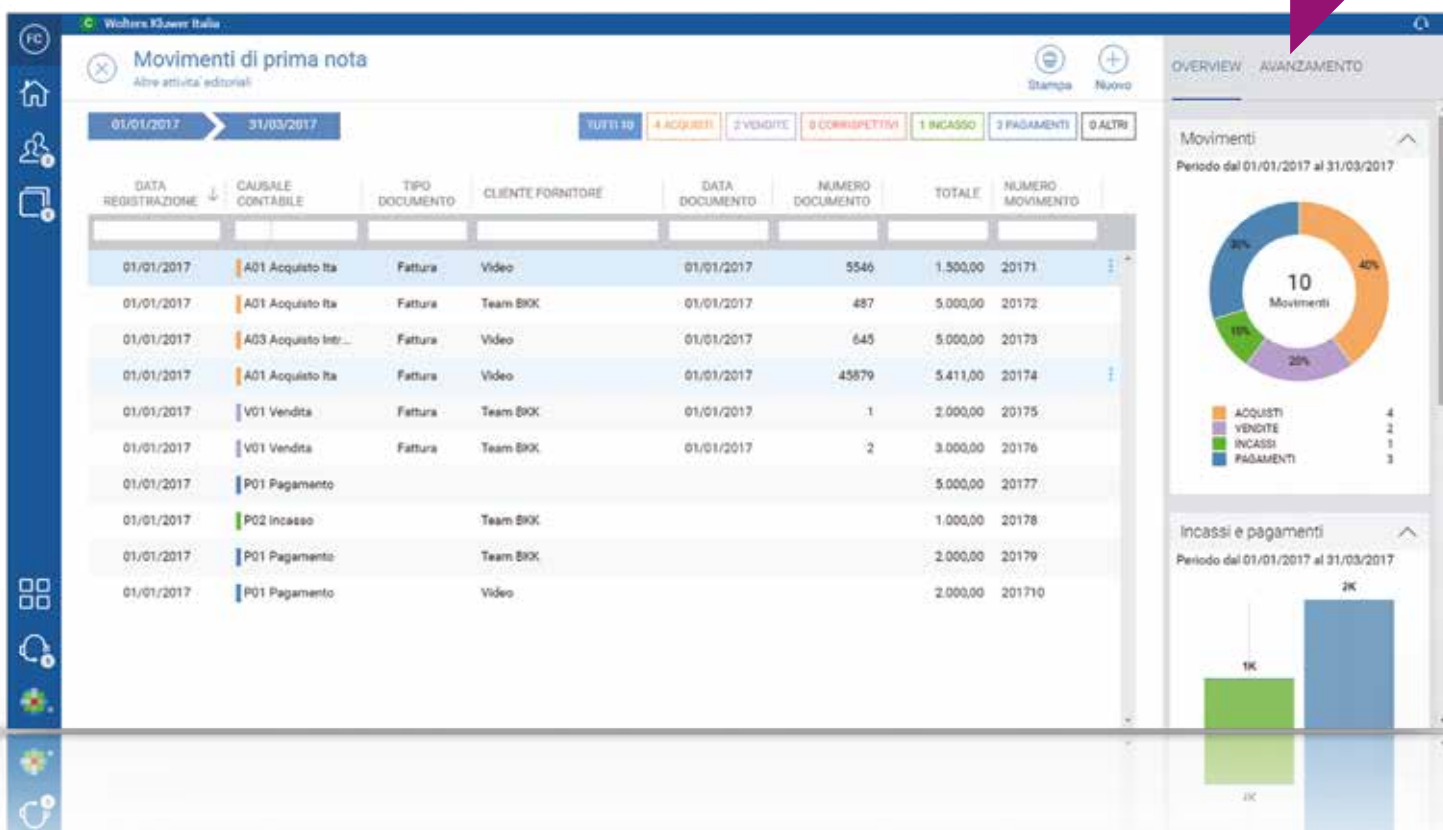 FC
C Wolters Kluwer Italia
Movimenti di prima nota
Altre attivita' editoriali
Stampa
Nuovo
OVERVIEW AVANZAMENTO
01/01/2017 31/03/2017
TUTTI 10 4 ACQUISTI 2 VENDITE 0 CORRISPETTIVI 1 INCASSO 3 PAGAMENTI 0 ALTRI
DATA REGISTRAZIONE CAUSALE CONTABILE TIPO DOCUMENTO CLIENTE FORNITORE DATA DOCUMENTO NUMERO DOCUMENTO TOTALE NUMERO MOVIMENTO
01/01/2017 A01 Acquisto Ita Fattura Video 01/01/2017 5546 1.500,00 20171
01/01/2017 A01 Acquisto Ita Fattura Team BKK 01/01/2017 487 5.000,00 20172
01/01/2017 A03 Acquisto Intr... Fattura Video 01/01/2017 645 5.000,00 20173
01/01/2017 A01 Acquisto Ita Fattura Video 01/01/2017 45879 5.411,00 20174
01/01/2017 V01 Vendita Fattura Team BKK 01/01/2017 1 2.000,00 20175
01/01/2017 V01 Vendita Fattura Team BKK 01/01/2017 2 3.000,00 20176
01/01/2017 P01 Pagamento 5.000,00 20177
01/01/2017 P02 Incasso Team BKK 1.000,00 20178
01/01/2017 P01 Pagamento Team BKK 2.000,00 20179
01/01/2017 P01 Pagamento Video 2.000,00 201710
Movimenti
Periodo dal 01/01/2017 al 31/03/2017
30%
40%
10
Movimenti
10%
20%
ACQUISTI 4
VENDITE 2
INCASSI 1
PAGAMENTI 3
Incassi e pagamenti
Periodo dal 01/01/2017 al 31/03/2017
2K
1K